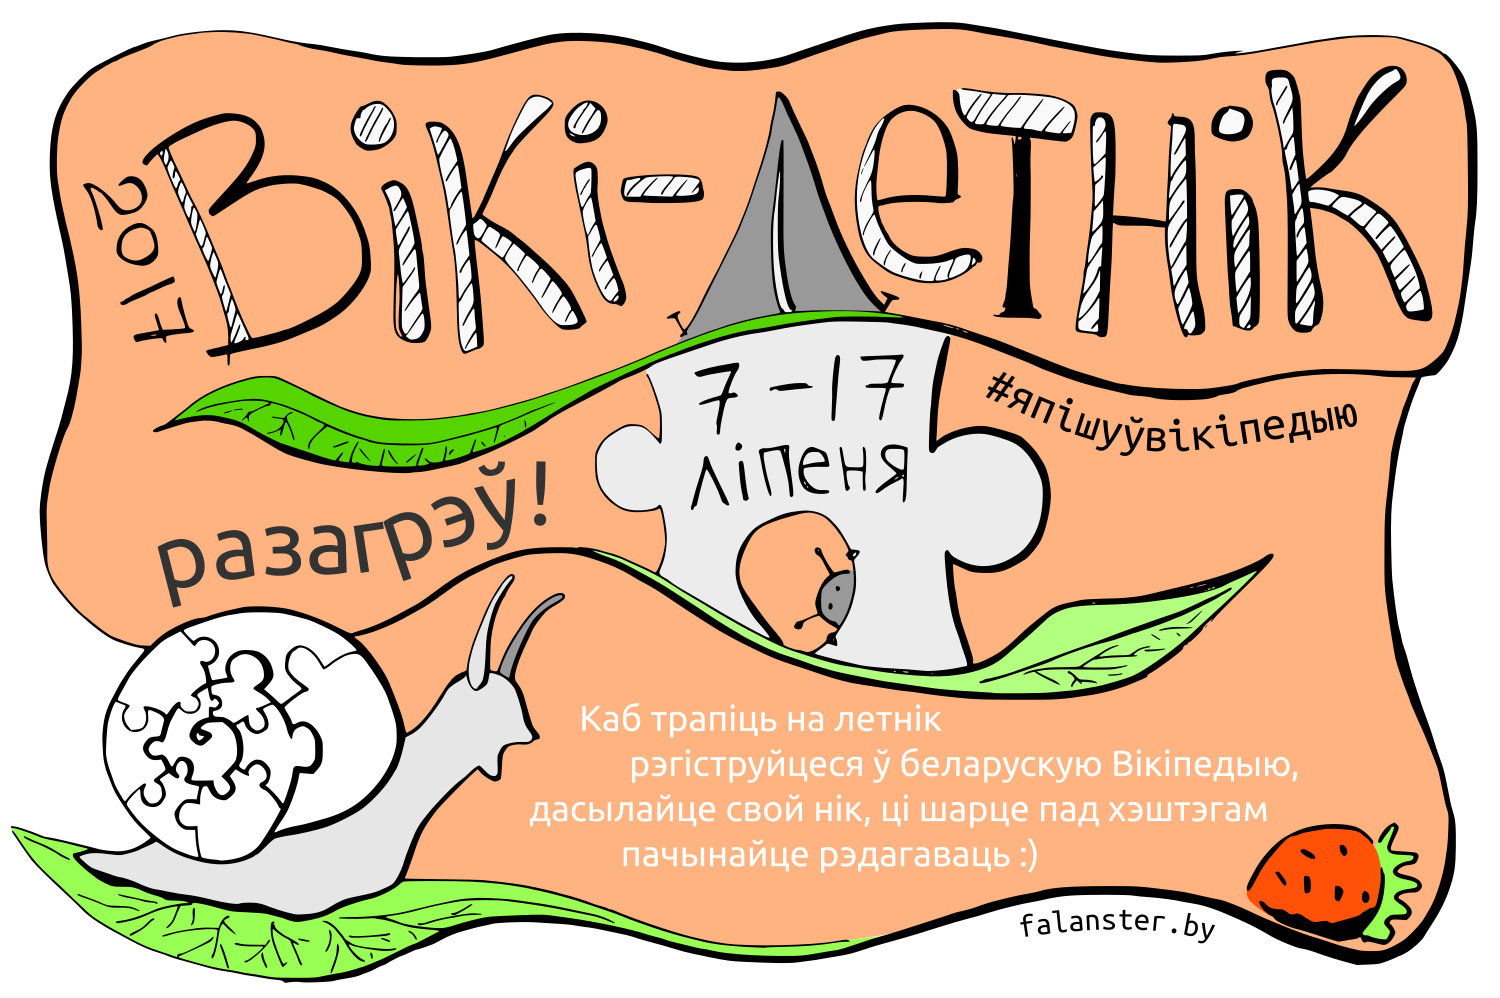 2017
Вікі-Летнік
7-17
ліпеня
#япішуўвікіпедыю
разагрэў!
Каб трапіць на летнік
рэгіструйцеся ў беларускую Вікіпедыю,
дасылайце свой нік, ці шарце пад хэштэгам
пачынайце рэдагаваць :)
falanster.by